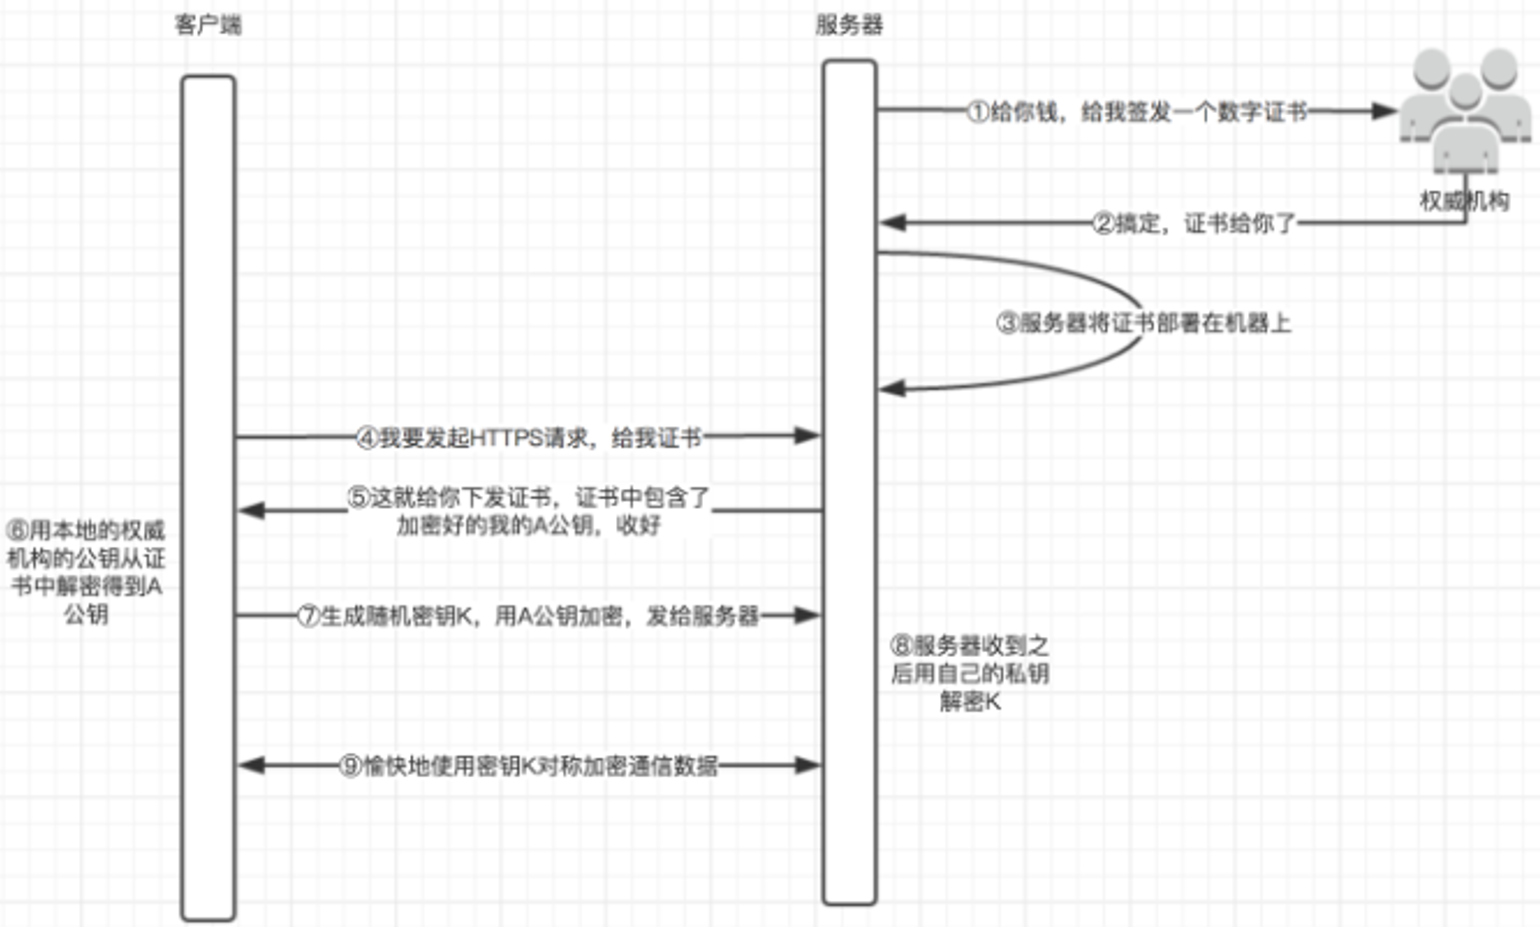 客户端
服务器
①给你钱，给我签发一个数字证书
权威机构
②搞定，证书给你了
③服务器将证书部署在机器上
④我要发起HTTPS请求，给我证书
⑤这就给你下发证书，证书中包含了
加密好的我的A公钥，收好
⑥用本地的权威
机构的公钥从证
书中解密得到A
公钥
⑦生成随机密钥K，用A公钥加密，发给服务器
⑧服务器收到之
后用自己的私钥
解密K
⑨愉快地使用密钥K对称加密通信数据